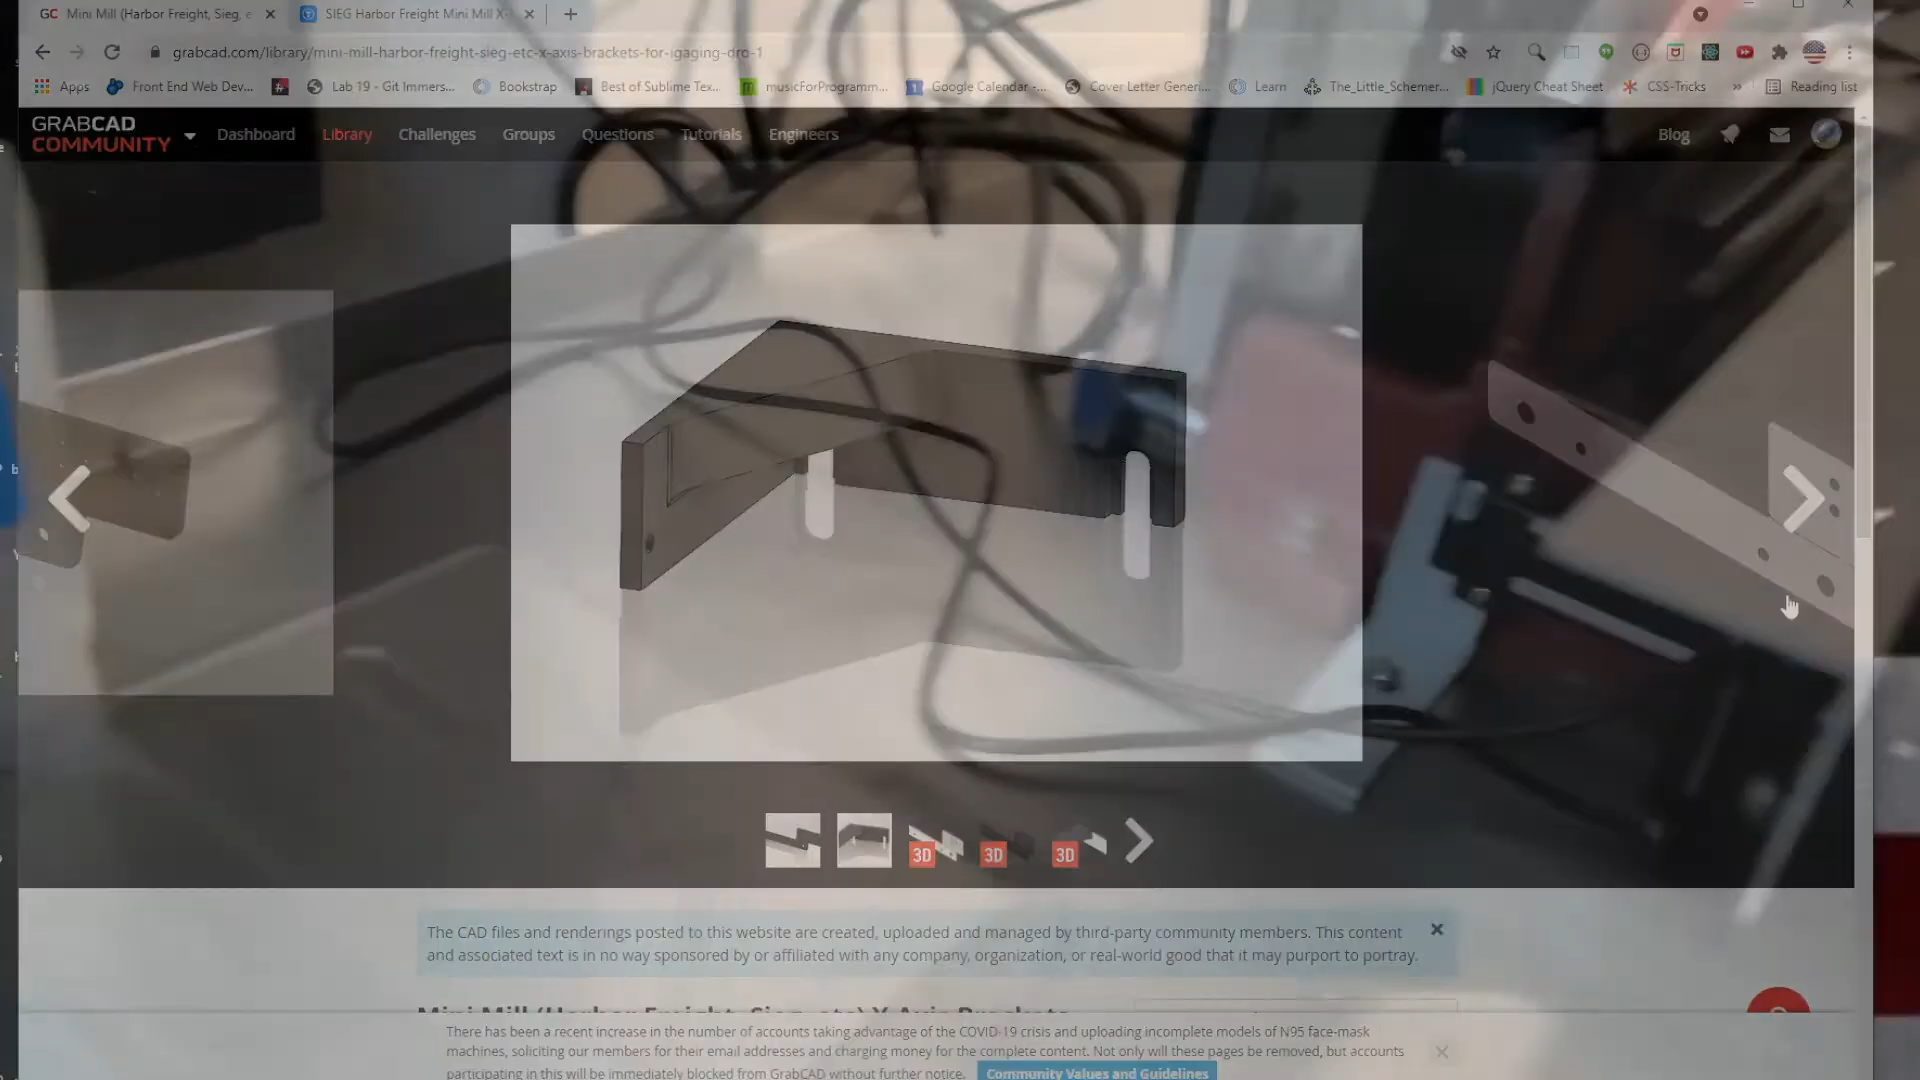 GC Mini Mill (Harbor Freight, Sieg, e
SIEG Harbor Freight Mini Mill X-
grabcad.com/library/mini-mill-harbor-freight-sieg-etc-x-axis-brackets-for-igaging-dro-1
Apps
Front End Web Dev...
Lab 19 - Git Immers...
Bookstrap
Best of Sublime Tex...
musicForProgramm...
Google Calendar -...
Cover Letter Generi...
Learn
The_Little_Schemer...
jQuery Cheat Sheet
CSS-Tricks
»
Reading list
GRABCAD
COMMUNITY
Dashboard
Library
Challenges
Groups
Questions
Tutorials
Engineers
Blog
3D
3D
3D
The CAD files and renderings posted to this website are created, uploaded and managed by third-party community members. This content
and associated text is in no way sponsored by or affiliated with any company, organization, or real-world good that it may purport to portray.
Mini Mill (Harbor Freight, Sieg, etc) X-Axis Brackets
There has been a recent increase in the number of accounts taking advantage of the COVID-19 crisis and uploading incomplete models of N95 face-mask
machines, soliciting our members for their email addresses and charging money for the complete content. Not only will these pages be removed, but accounts
participating in this will be immediately blocked from GrabCAD without further notice.
Community Values and Guidelines